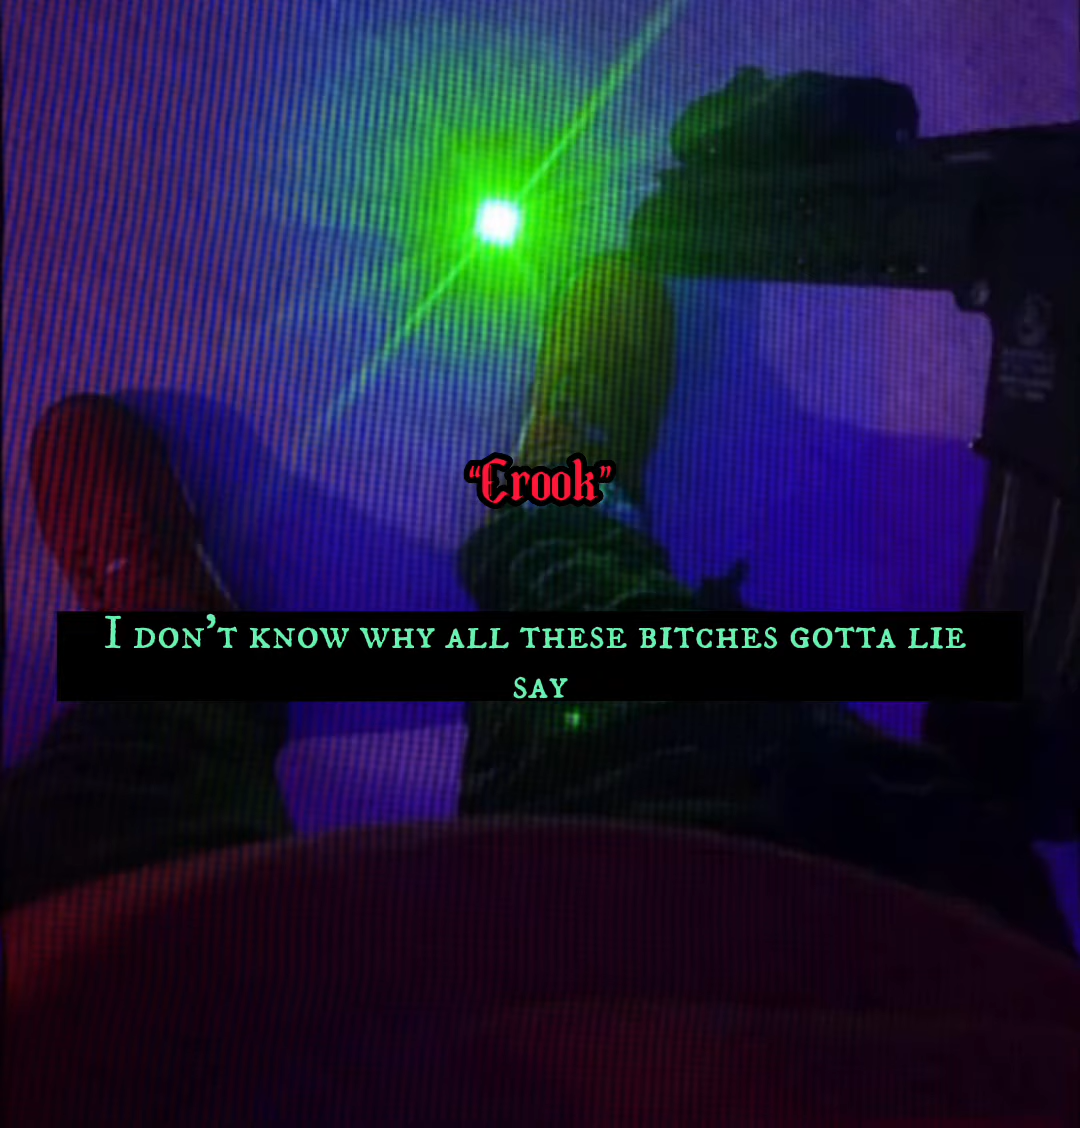 “Crook”
I don’t know why all these bitches gotta lie
say